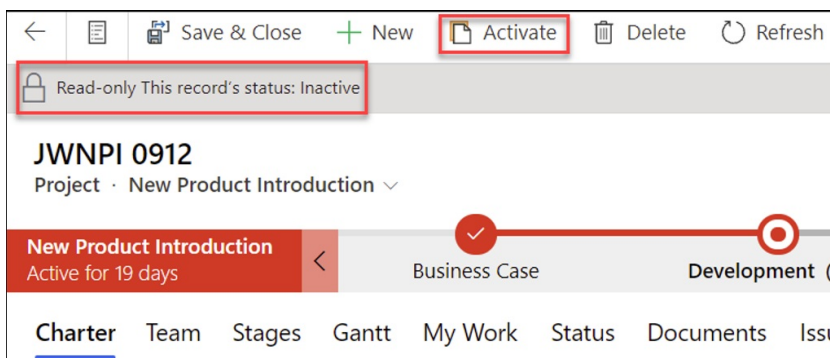 Save & Close New Activate Delete Refresh
Read-only This record's status: Inactive
JWNPI 0912
Project · New Product Introduction
New Product Introduction
Active for 19 days
Business Case Development (
Charter Team Stages Gantt My Work Status Documents Issu